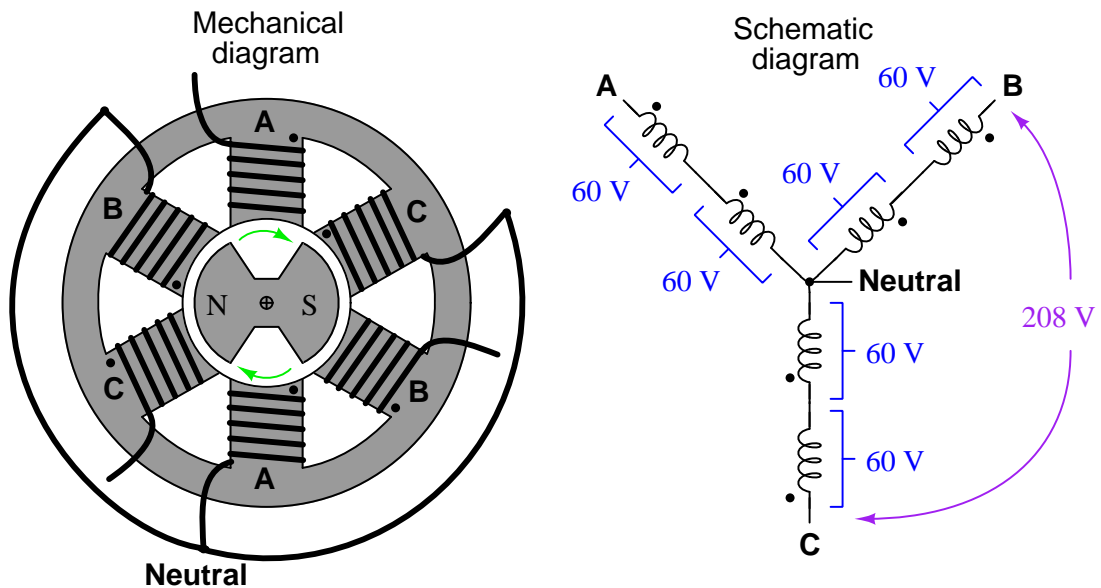 Mechanical
diagram
A
B
C
N
S
C
B
A
Neutral
Schematic
diagram
60 V
A
B
60 V
60 V
60 V
Neutral
208 V
60 V
60 V
C